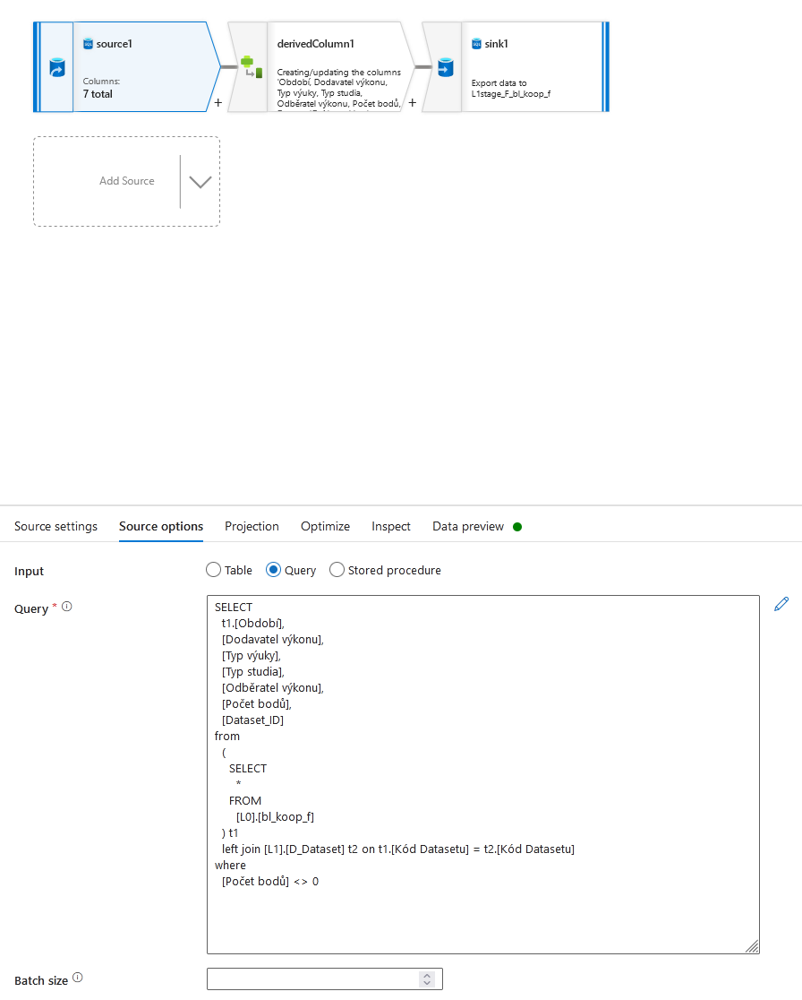 source1
Columns:
7 total
+
derivedColumn1
Creating/updating the columns
'Období, Dodavatel výkonu,
Typ výuky, Typ studia,
Odběratel výkonu, Počet bodů,
+
sink1
Export data to
L1stage_F_bl_koop_f
Add Source
Source settings
Source options
Projection
Optimize
Inspect
Data preview
Input
Table
Query
Stored procedure
Query *
SELECT
t1.[Období],
[Dodavatel výkonu],
[Typ výuky],
[Typ studia],
[Odběratel výkonu],
[Počet bodů],
[Dataset_ID]
from
(
SELECT
*
FROM
[L0].[bl_koop_f]
) t1
left join [L1].[D_Dataset] t2 on t1.[Kód Datasetu] = t2.[Kód Datasetu]
where
[Počet bodů] <> 0
Batch size